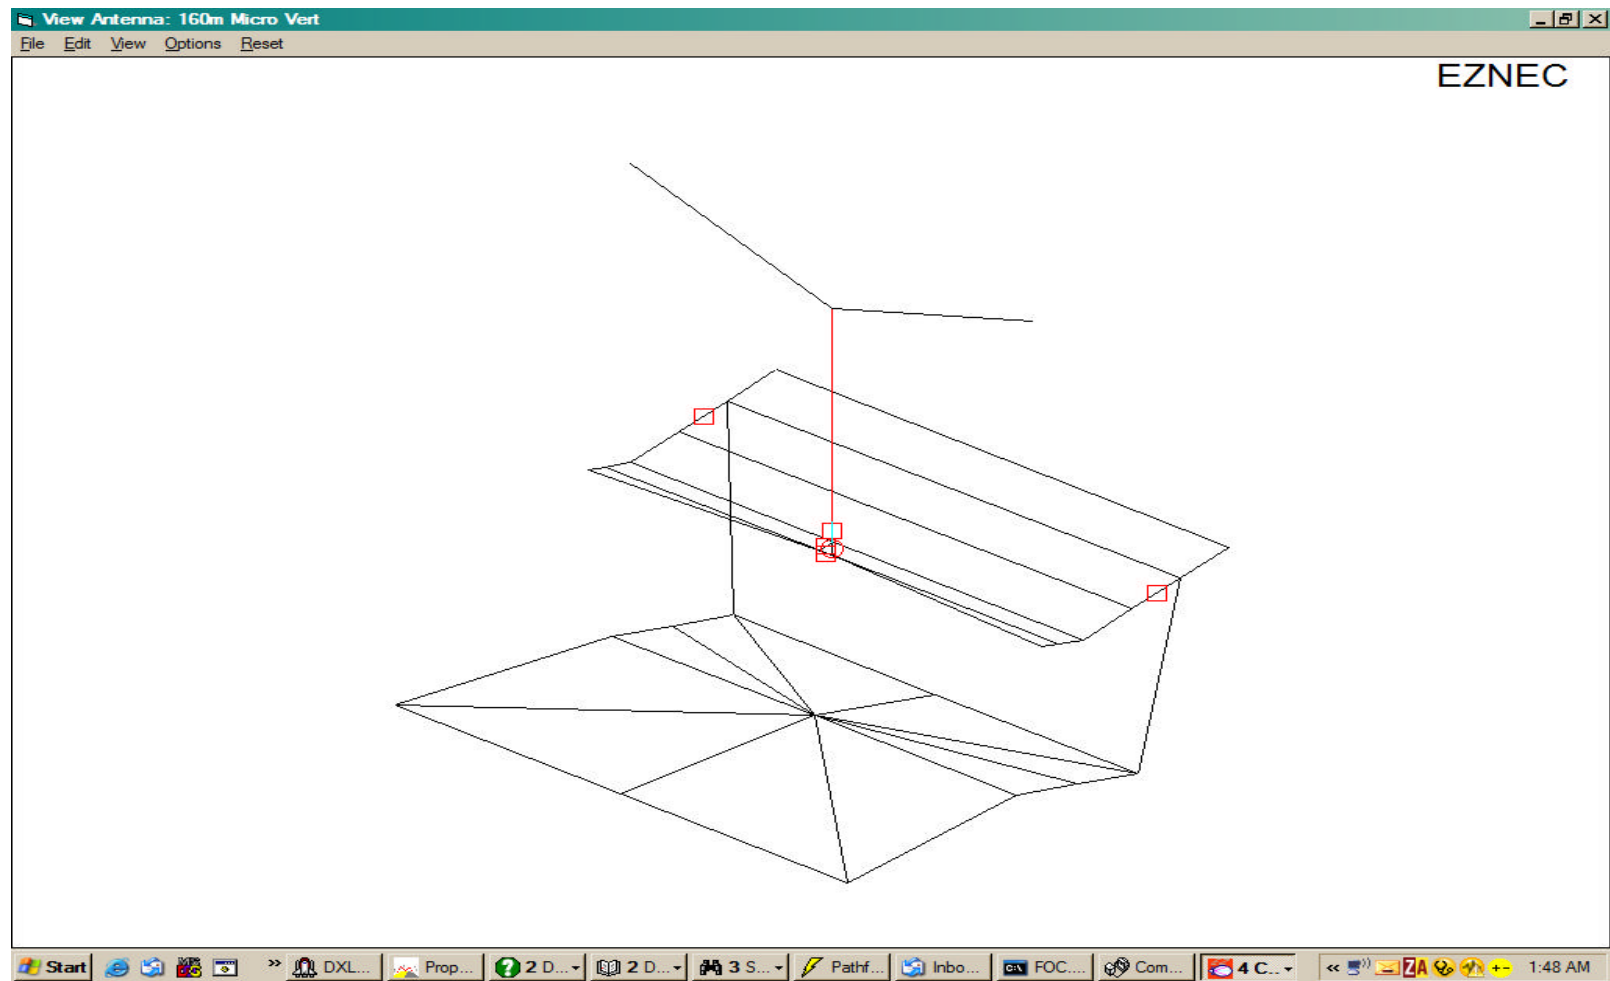 View Antenna: 160m Micro Vert
File Edit View Options Reset
EZNEC
Start » DXL... Prop... 2 D... 2 D... 3 S... Pathf... Inbo... FOC.... Com... 4 C... « 1:48 AM